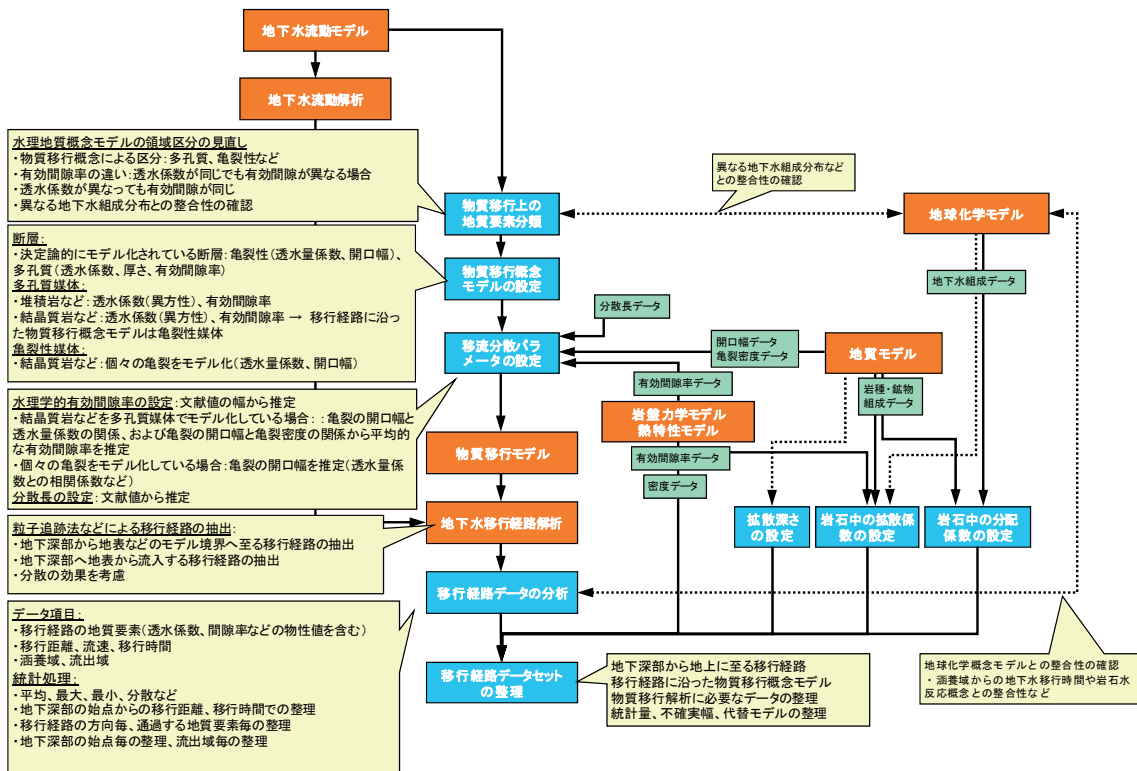 地下水流動モデル
地下水流動解析
水理地質概念モデルの領域区分の見直し
・物質移行概念による区分：多孔質、亀裂性など
・有効間隙率の違い：透水係数が同じでも有効間隙が異なる場合
・透水係数が異なっても有効間隙が同じ
・異なる地下水組成分布との整合性の確認
異なる地下水組成分布など
との整合性の確認
物質移行上の
地質要素分類
地球化学モデル
断層：
・決定論的にモデル化されている断層：亀裂性（透水量係数、開口幅）、
多孔質（透水係数、厚さ、有効間隙率）
多孔質媒体：
・堆積岩など：透水係数（異方性）、有効間隙率
・結晶質岩など：透水係数（異方性）、有効間隙率 → 移行経路に沿っ
た物質移行概念モデルは亀裂性媒体
亀裂性媒体：
・結晶質岩など：個々の亀裂をモデル化（透水量係数、開口幅）
物質移行概念
モデルの設定
地下水組成データ
分散長データ
移流分散パラ
メータの設定
開口幅データ
亀裂密度データ
地質モデル
有効間隙率データ
岩種・鉱物
組成データ
水理学的有効間隙率の設定：文献値の幅から推定
・結晶質岩などを多孔質媒体でモデル化している場合：：亀裂の開口幅と
透水量係数の関係、および亀裂の開口幅と亀裂密度の関係から平均的
な有効間隙率を推定
・個々の亀裂をモデル化している場合：亀裂の開口幅を推定（透水量係
数との相関係数など）
分散長の設定：文献値から推定
岩盤力学モデル
熱特性モデル
物質移行モデル
有効間隙率データ
密度データ
地下水移行経路解析
拡散深さ
の設定
岩石中の拡散係
数の設定
岩石中の分配
係数の設定
粒子追跡法などによる移行経路の抽出：
・地下深部から地表などのモデル境界へ至る移行経路の抽出
・地下深部へ地表から流入する移行経路の抽出
・分散の効果を考慮
移行経路データの分析
データ項目：
・移行経路の地質要素（透水係数、間隙率などの物性値を含む）
・移行距離、流速、移行時間
・涵養域、流出域
統計処理：
・平均、最大、最小、分散など
・地下深部の始点からの移行距離、移行時間での整理
・移行経路の方向毎、通過する地質要素毎の整理
・地下深部の始点毎の整理、流出域毎の整理
移行経路データセット
の整理
地下深部から地上に至る移行経路
移行経路に沿った物質移行概念モデル
物質移行解析に必要なデータの整理
統計量、不確実幅、代替モデルの整理
地球化学概念モデルとの整合性の確認
・ 涵養域からの地下水移行時間や岩石水
反応概念との整合性など